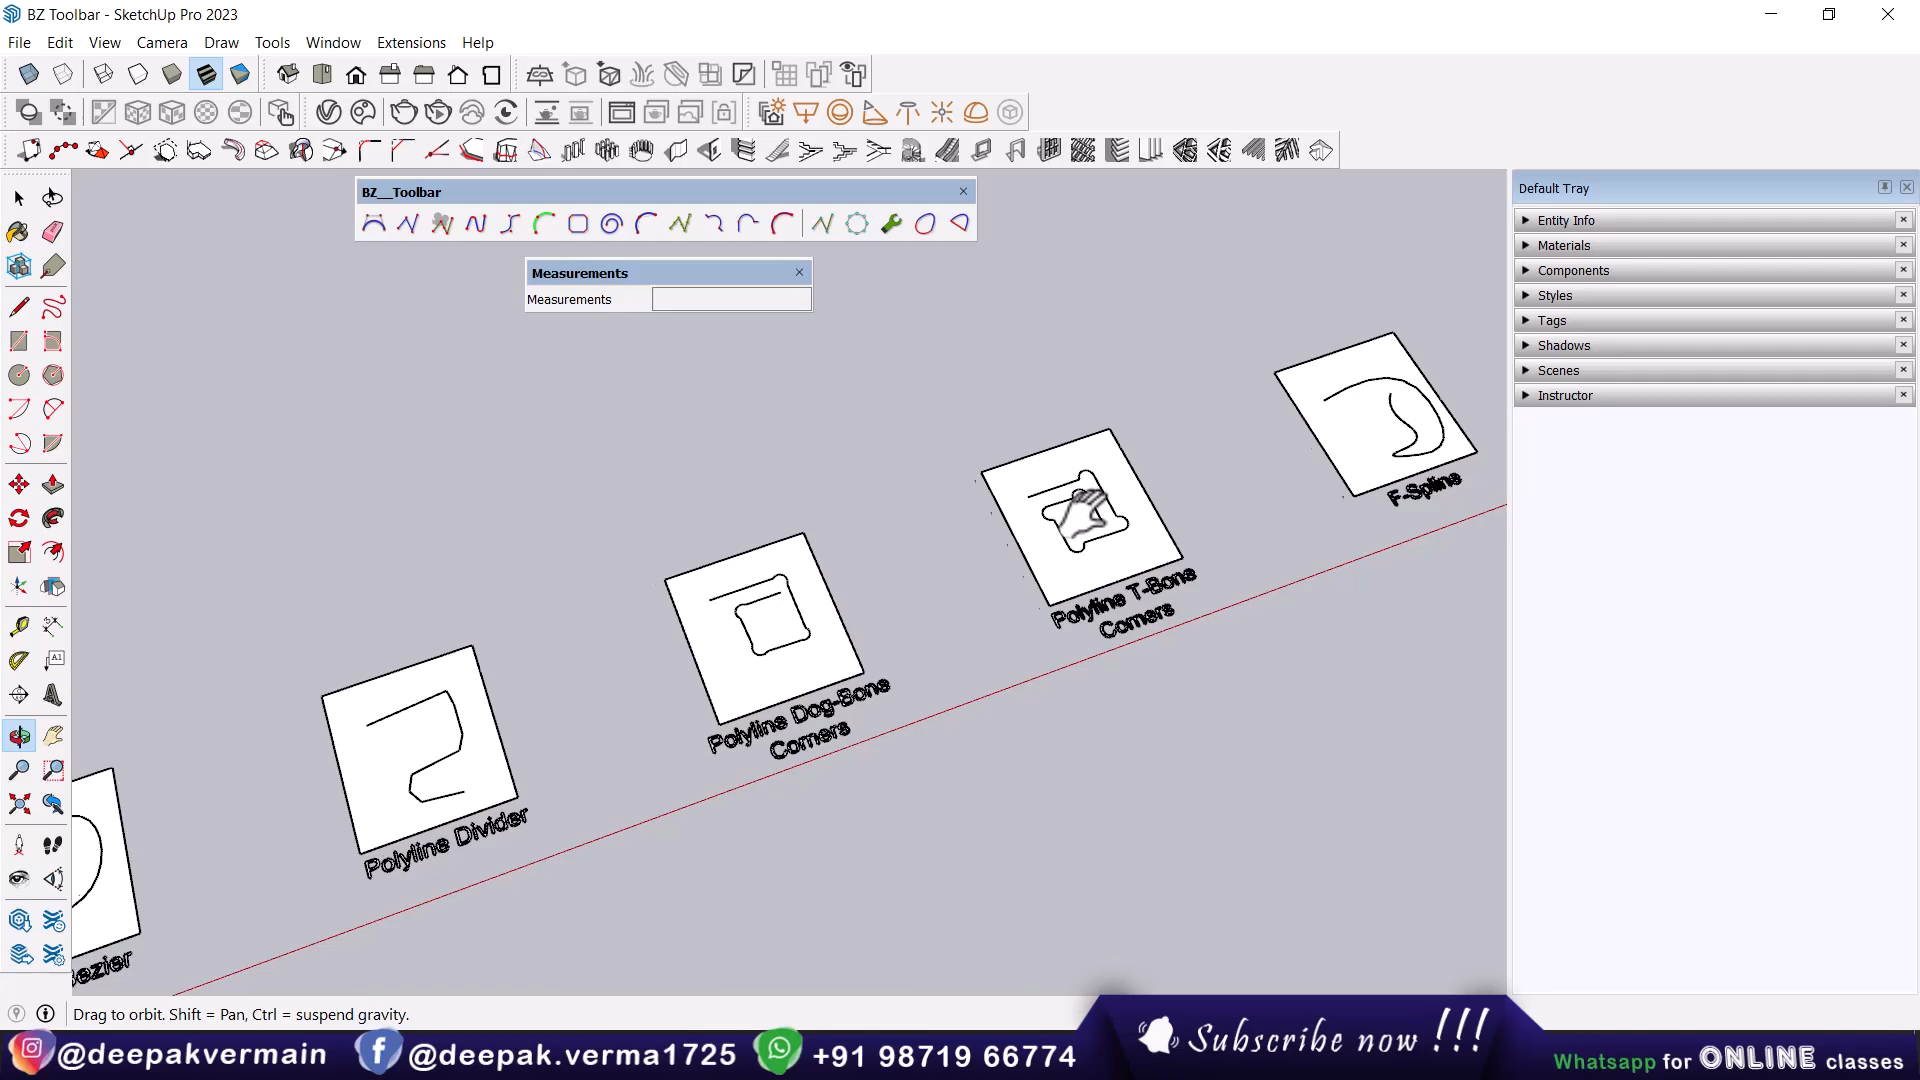 BZ Toolbar - SketchUp Pro 2023
File Edit View Camera Draw Tools Window Extensions Help
BZ__Toolbar
Measurements
Measurements
Default Tray
Entity Info
Materials
Components
Styles
Tags
Shadows
Scenes
Instructor
A1
F-Spline
Polyline T-Bone
Corners
Polyline Dog-Bone
Corners
Polyline Divider
Bezier
Drag to orbit. Shift = Pan, Ctrl = suspend gravity.
@deepakvermain
@deepak.verma1725
+91 98719 66774
Subscribe now !!!
Whatsapp for ONLINE classes